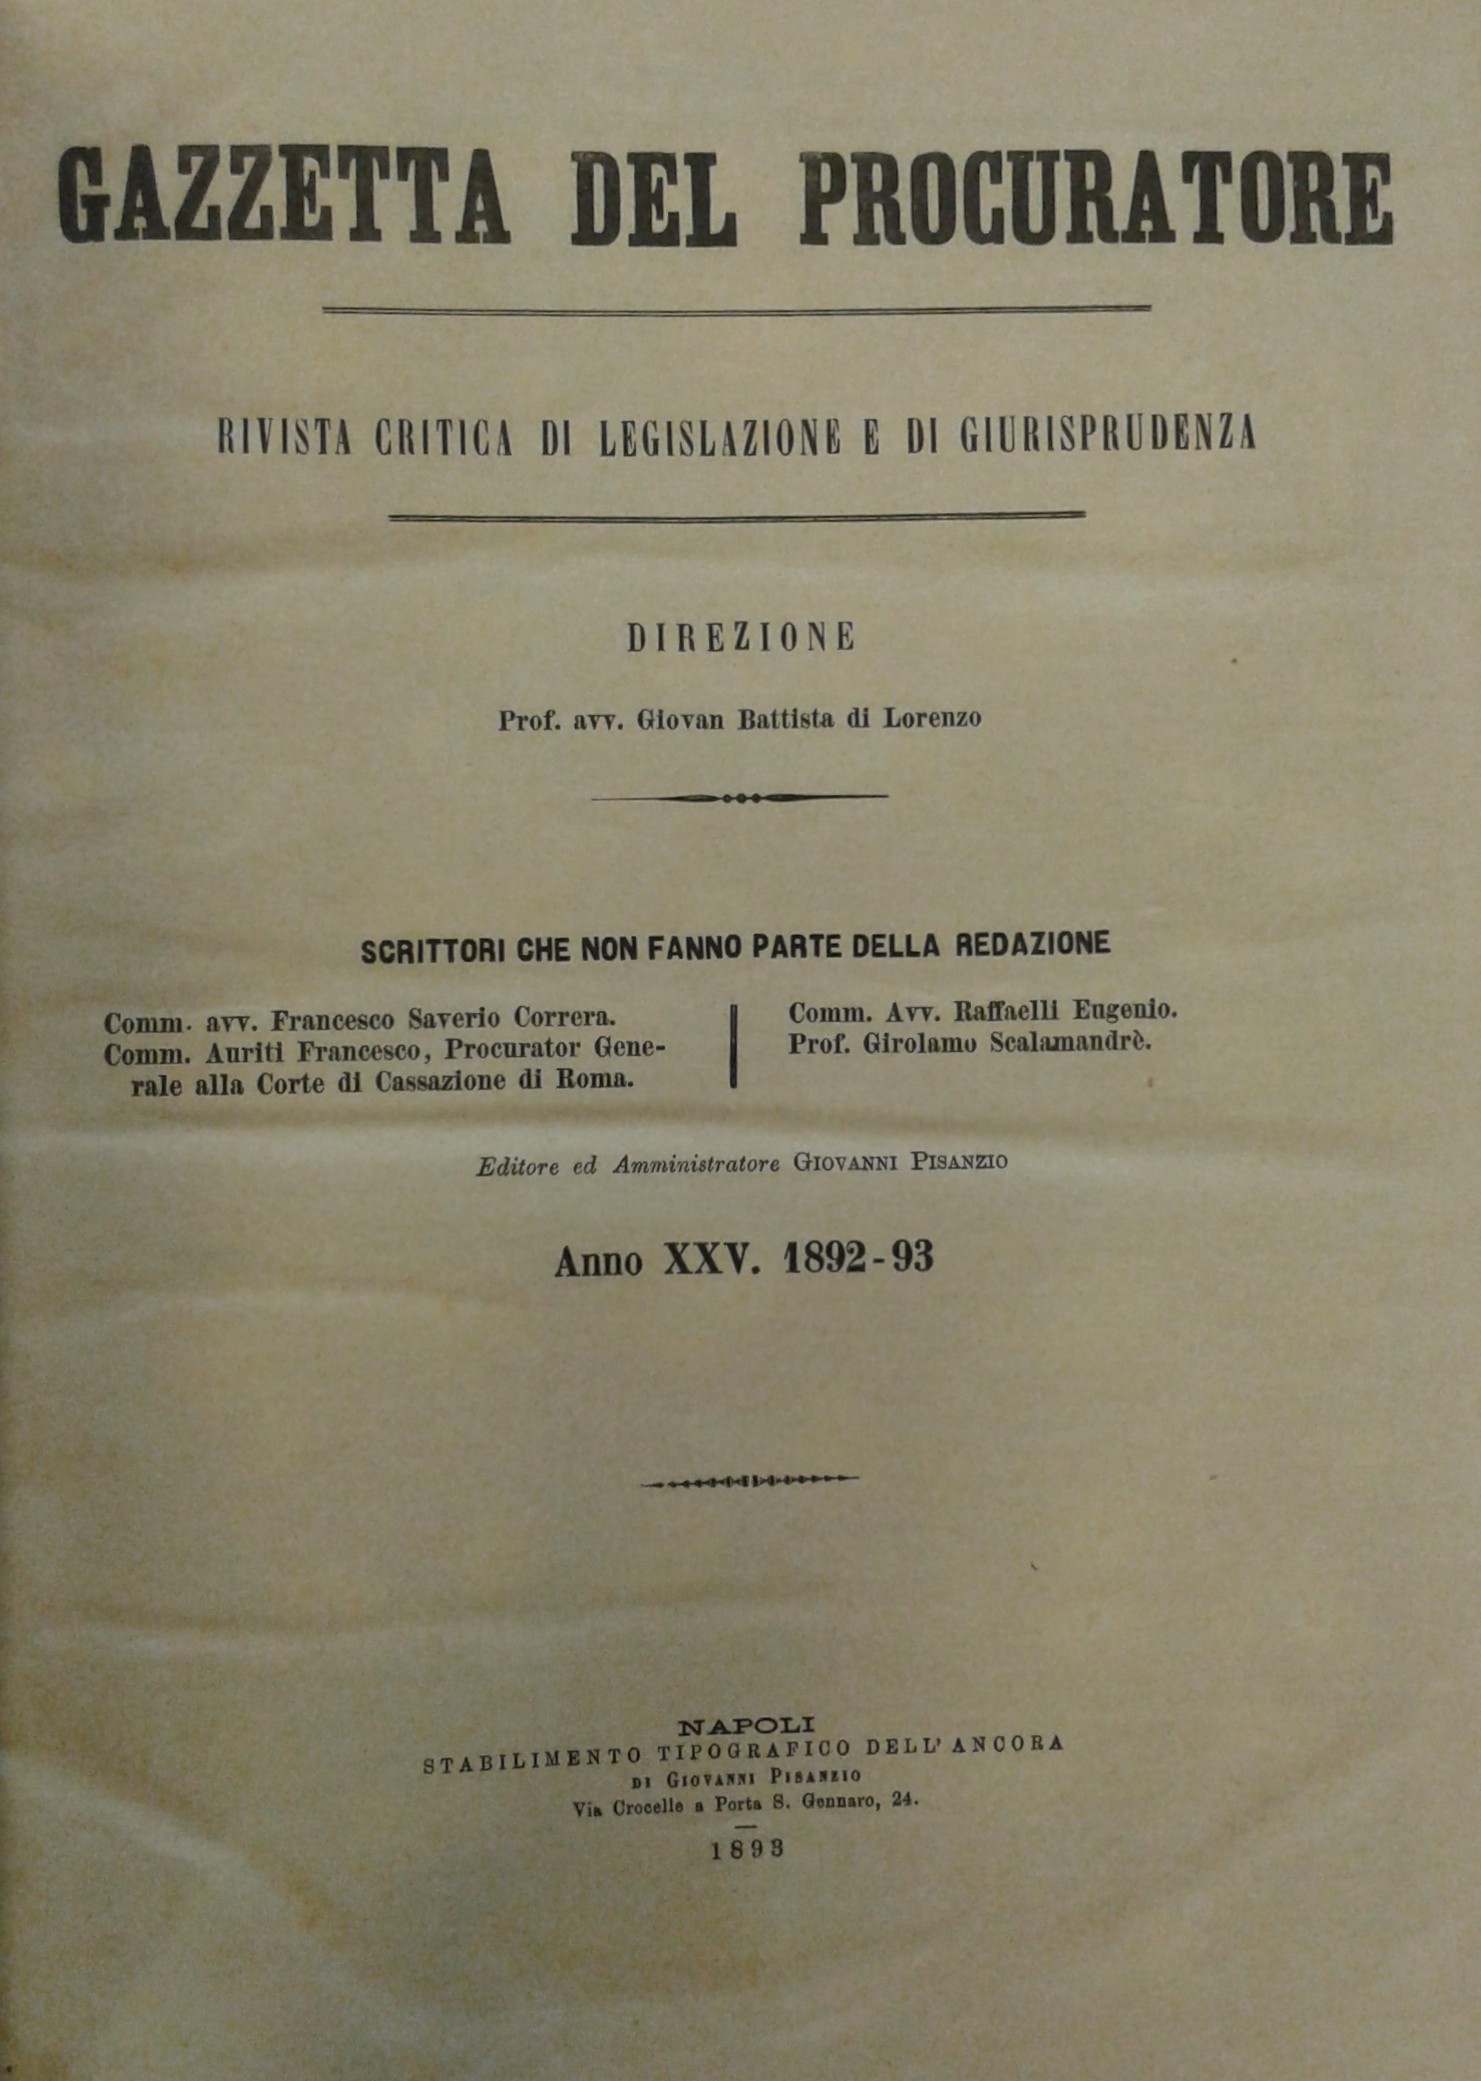 GAZZETTA DEL PROCURATORE
RIVISTA CRITICA DI LEGISLAZIONE E DI GIURISPRUDENZA
DIREZIONE
Prof. avv. Giovan Battista di Lorenzo
SCRITTORI CHE NON FANNO PARTE DELLA REDAZIONE
Comm. avv. Francesco Saverio Correra.
Comm. Auriti Francesco, Procurator Gene-
rale alla Corte di Cassazione di Roma.
Comm. Avv. Raffaelli Eugenio.
Prof. Girolamo Scalamandrè.
Editore ed Amministratore GIOVANNI PISANZIO
Anno XXV. 1892-93
NAPOLI
STABILIMENTO TIPOGRAFICO DELL' ANCORA
DI GIOVANNI PISANZIO
Via Crocelle a Porta S. Gennaro, 24.
1893